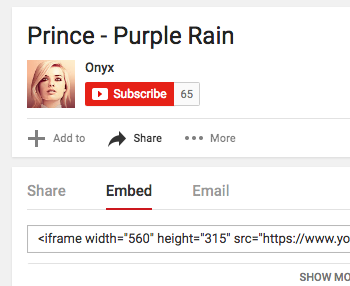 Prince - Purple Rain
Onyx
Subscribe 65
Add to Share More
Share Embed Email
<iframe width="560" height="315" src="https://www.yo
SHOW MO